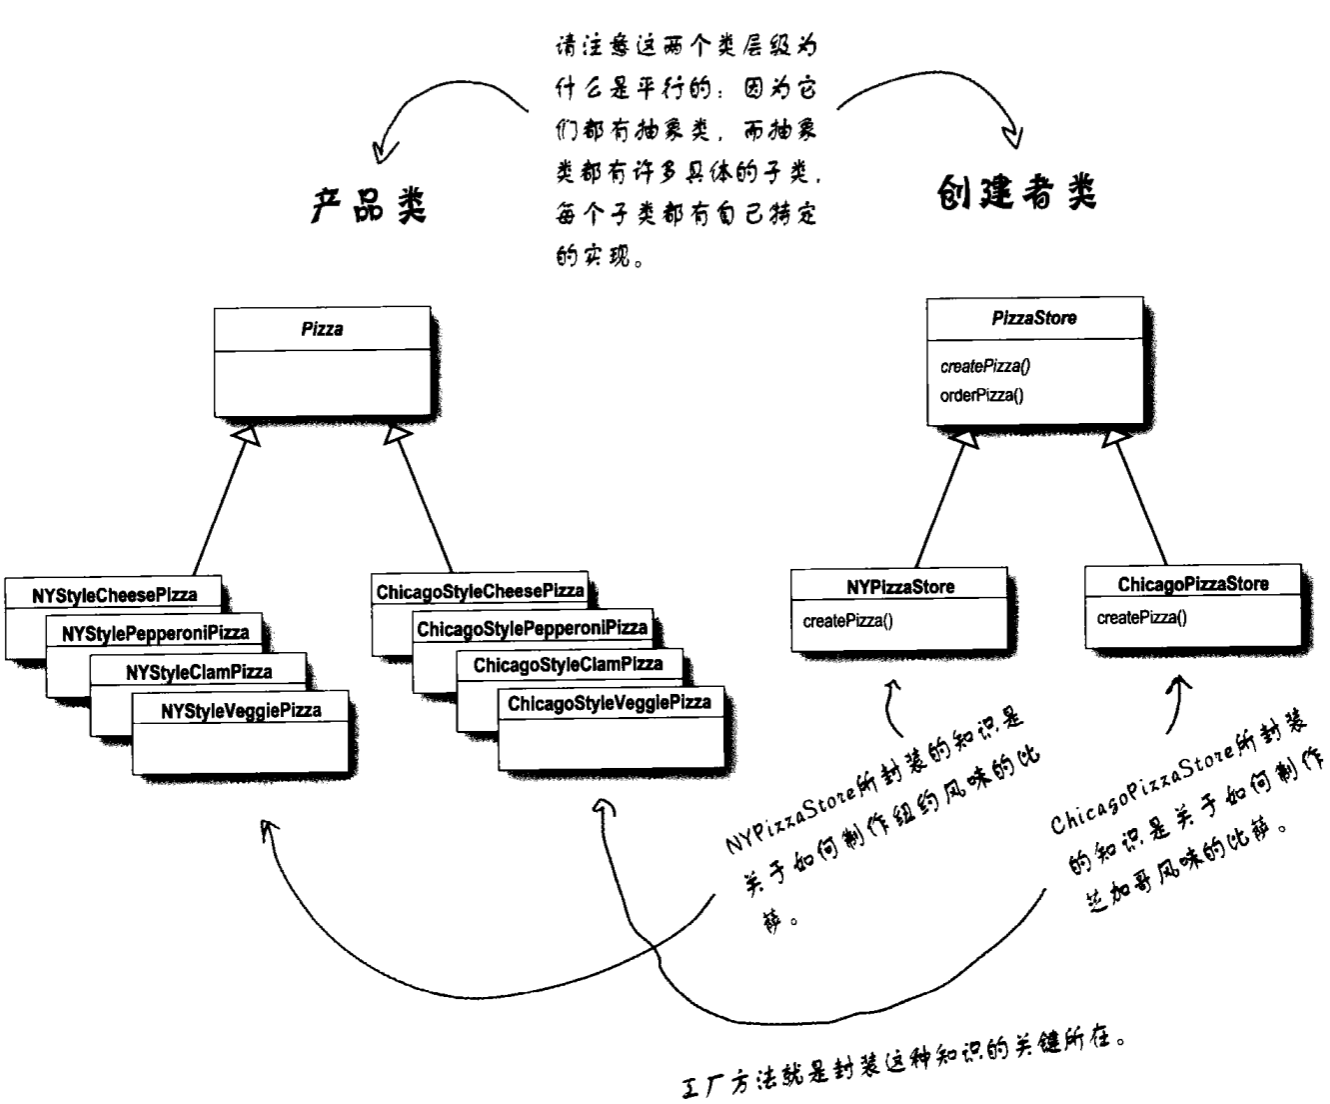 请注意这两个类层级为
什么是平行的：因为它
们都有抽象类，而抽象
类都有许多具体的子类，
每个子类都有自己特定
的实现。
产品类
创建者类
Pizza
PizzaStore
createPizza()
orderPizza()
NYStyleCheesePizza
NYStylePepperoniPizza
NYStyleClamPizza
NYStyleVeggiePizza
ChicagoStyleCheesePizza
ChicagoStylePepperoniPizza
ChicagoStyleClamPizza
ChicagoStyleVeggiePizza
NYPizzaStore
createPizza()
ChicagoPizzaStore
createPizza()
NYPizzaStore所封装的知识是
关于如何制作纽约风味的比
萨。
ChicagoPizzaStore所封装
的知识是关于如何制作
芝加哥风味的比萨。
工厂方法就是封装这种知识的关键所在。